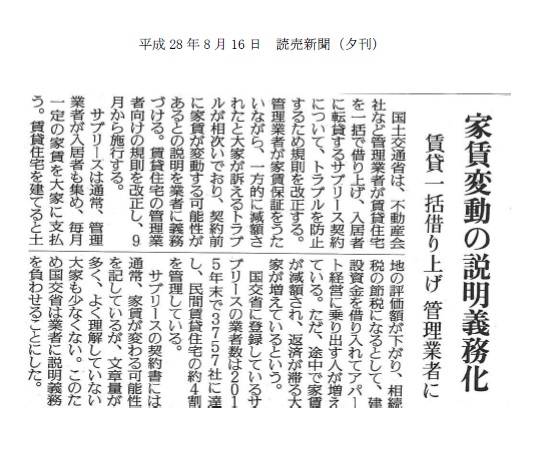 平成28年8月16日 読売新聞(夕刊)
家賃変動の説明義務化
賃貸一括借り上げ 管理業者に
国土交通省は、不動産会
社など管理業者が賃貸住宅
を一括で借り上げ、入居者
に転貸するサブリース契約
について、トラブルを防止
するため規則を改正する。
管理業者が家賃保証をうた
いながら、一方的に減額さ
れたと大家が訴えるトラブ
ルが相次いでおり、契約前
に家賃が変動する可能性が
あるとの説明を業者に義務
づける。賃貸住宅の管理業
者向けの規則を改正し、9
月から施行する。
サブリースは通常、管理
業者が入居者も集め、毎月
一定の家賃を大家に支払
う。賃貸住宅を建てると土
地の評価額が下がり、相続
税の節税になるとして、建
設資金を借り入れてアパー
ト経営に乗り出す人が増え
ている。ただ、途中で家賃
が減額され、返済が滞る大
家が増えているという。
国交省に登録しているサ
ブリースの業者数は201
5年末で3757社に達
し、民間賃貸住宅の約4割
を管理している。
サブリースの契約書には
通常、家賃が変わる可能性
を記しているが、文章量が
多く、よく理解していない
大家も少なくない。このた
め国交省は業者に説明義務
を負わせることにした。